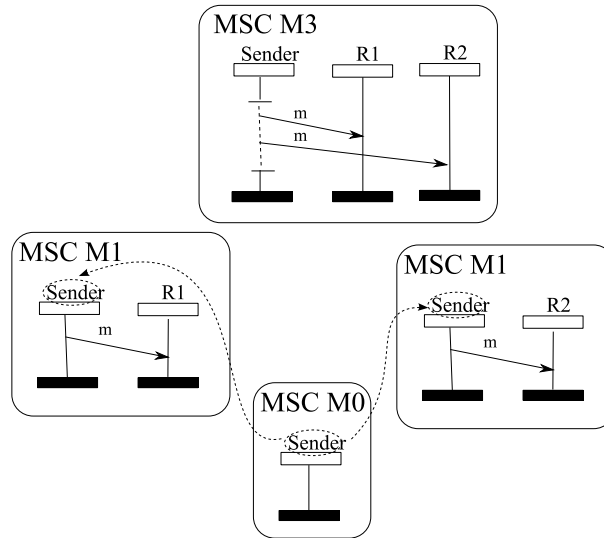 MSC M3
Sender R1 R2
m
m
MSC M1
Sender R1
m
MSC M1
Sender R2
m
MSC M0
Sender